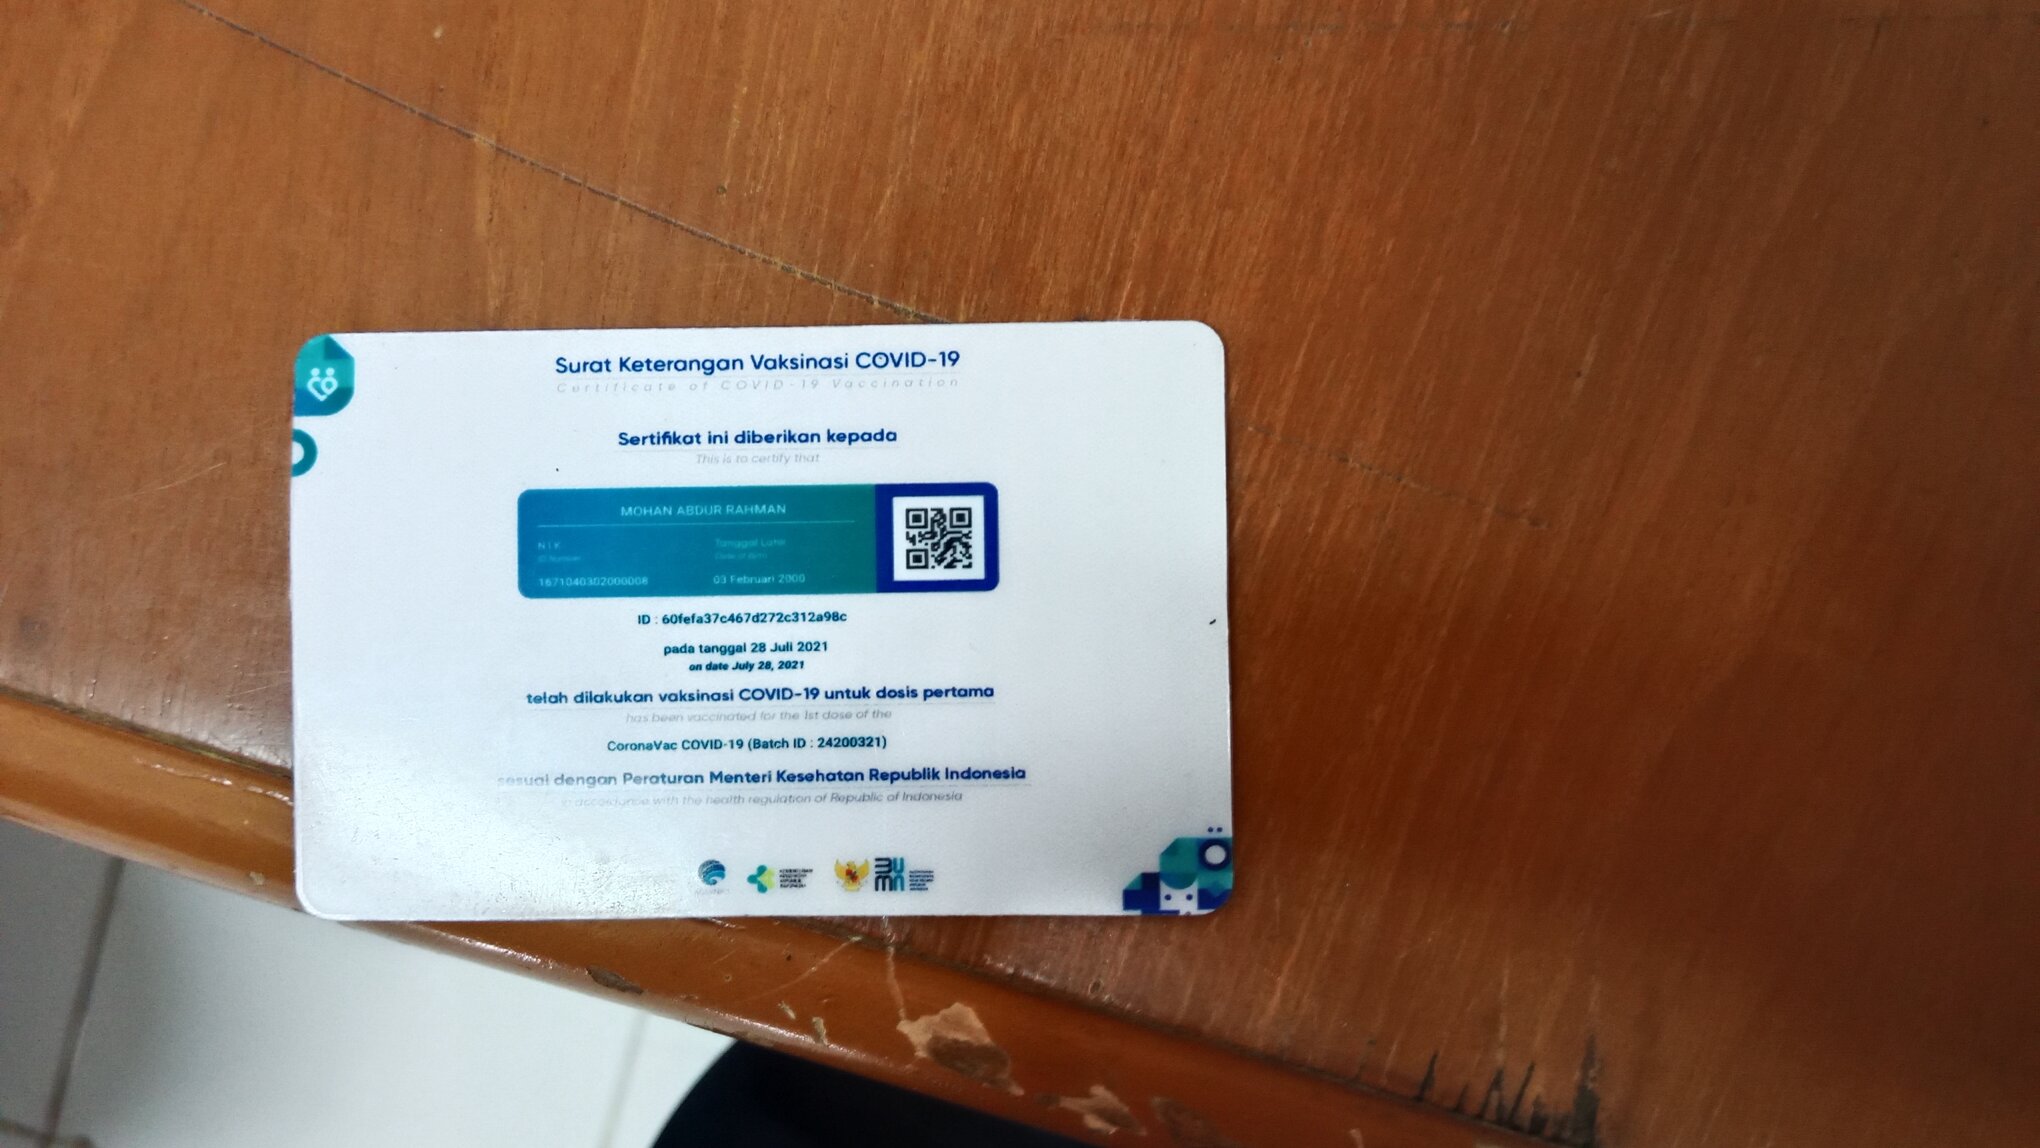 Surat Keterangan Vaksinasi COVID-19
Certificate of COVID-19 Vaccination
Sertifikat ini diberikan kepada
This is to certify that
MOHAN ABDUR RAHMAN
NIK Tanggal Lahir
ID Number Date of Birth
1671040302000008 03 Februari 2000
ID : 60fefa37c467d272c312a98c
pada tanggal 28 Juli 2021
on date July 28, 2021
telah dilakukan vaksinasi COVID-19 untuk dosis pertama
has been vaccinated for the 1st dose of the
CoronaVac COVID-19 (Batch ID : 24200321)
sesuai dengan Peraturan Menteri Kesehatan Republik Indonesia
in accordance with the health regulation of Republic of Indonesia